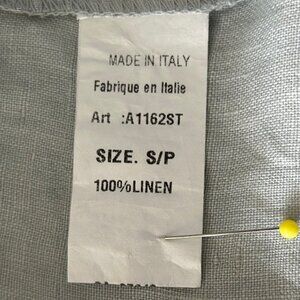 MADE IN ITALY
Fabrique en Italie
Art :A1162ST
SIZE. S/P
100%LINEN